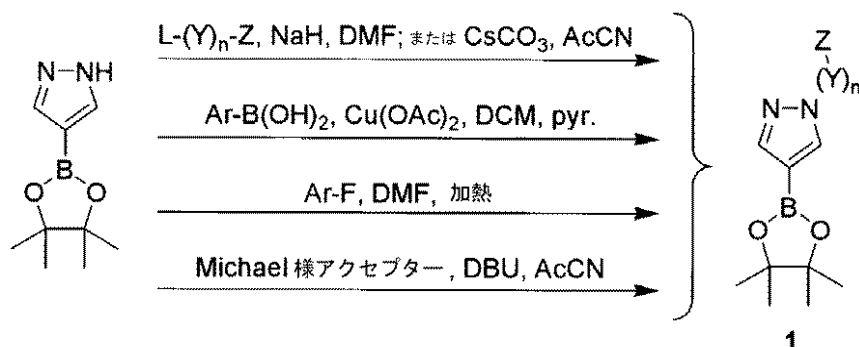 L-(Y)n-Z, NaH, DMF; または CsCO3, AcCN
Ar-B(OH)2, Cu(OAc)2, DCM, pyr.
Ar-F, DMF, 加熱
Michael 様アクセプター, DBU, AcCN
N NH
B
O O
Z
(Y)n
N N
B
O O
1